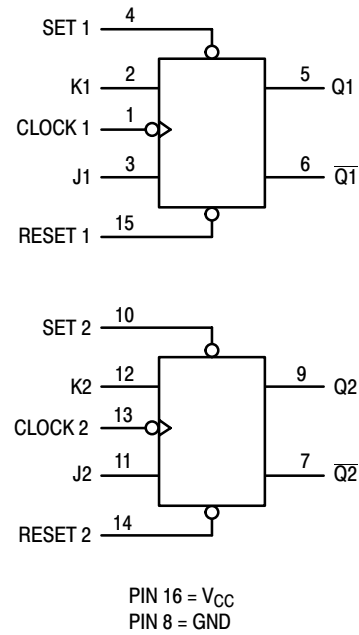 SET 1 4
K1 2 5 Q1
CLOCK 1 1
J1 3 6 Q1̅
RESET 1 15
SET 2 10
K2 12 9 Q2
CLOCK 2 13
J2 11 7 Q2̅
RESET 2 14
PIN 16 = VCC
PIN 8 = GND